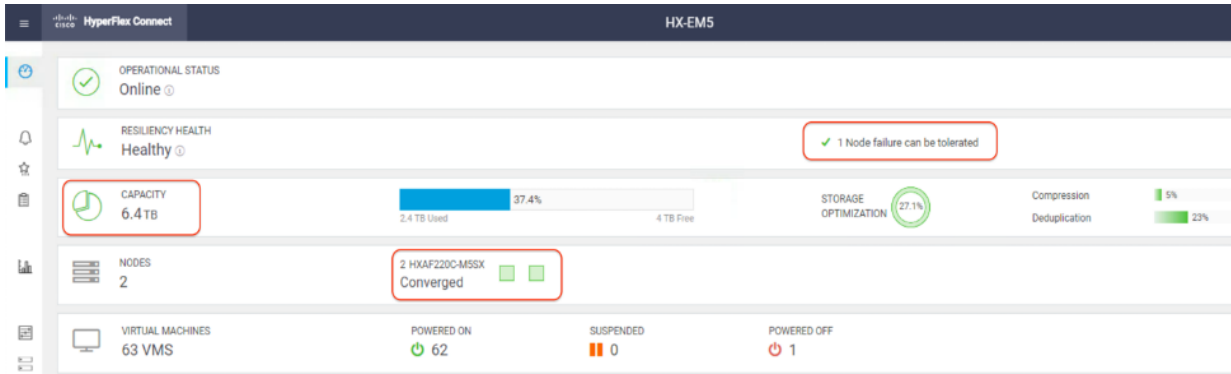 cisco HyperFlex Connect HX-EM5
OPERATIONAL STATUS
Online
RESILIENCY HEALTH
Healthy
1 Node failure can be tolerated
CAPACITY
6.4 TB
37.4%
2.4 TB Used 4 TB Free
STORAGE
OPTIMIZATION
27.1%
Compression 5%
Deduplication 23%
NODES
2
2 HXAF220C-M5SX
Converged
VIRTUAL MACHINES
63 VMS
POWERED ON
62
SUSPENDED
0
POWERED OFF
1